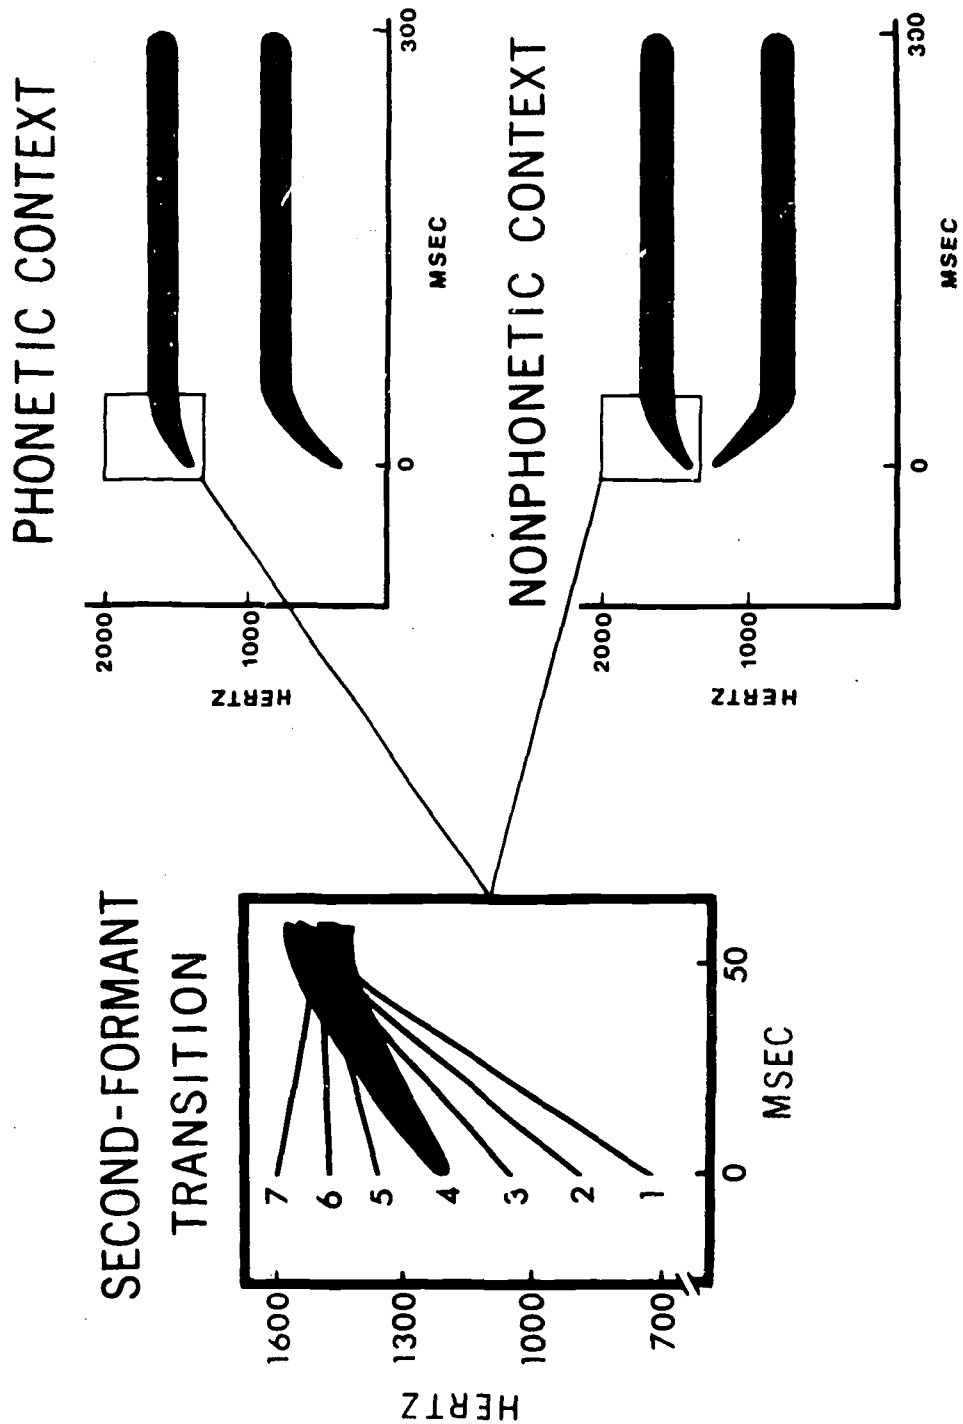 SECOND-FORMANT
TRANSITION
HERTZ
1600
1300
1000
700
7
6
5
4
3
2
1
0
50
MSEC
PHONETIC CONTEXT
HERTZ
2000
1000
0
300
MSEC
NONPHONETIC CONTEXT
HERTZ
2000
1000
0
300
MSEC